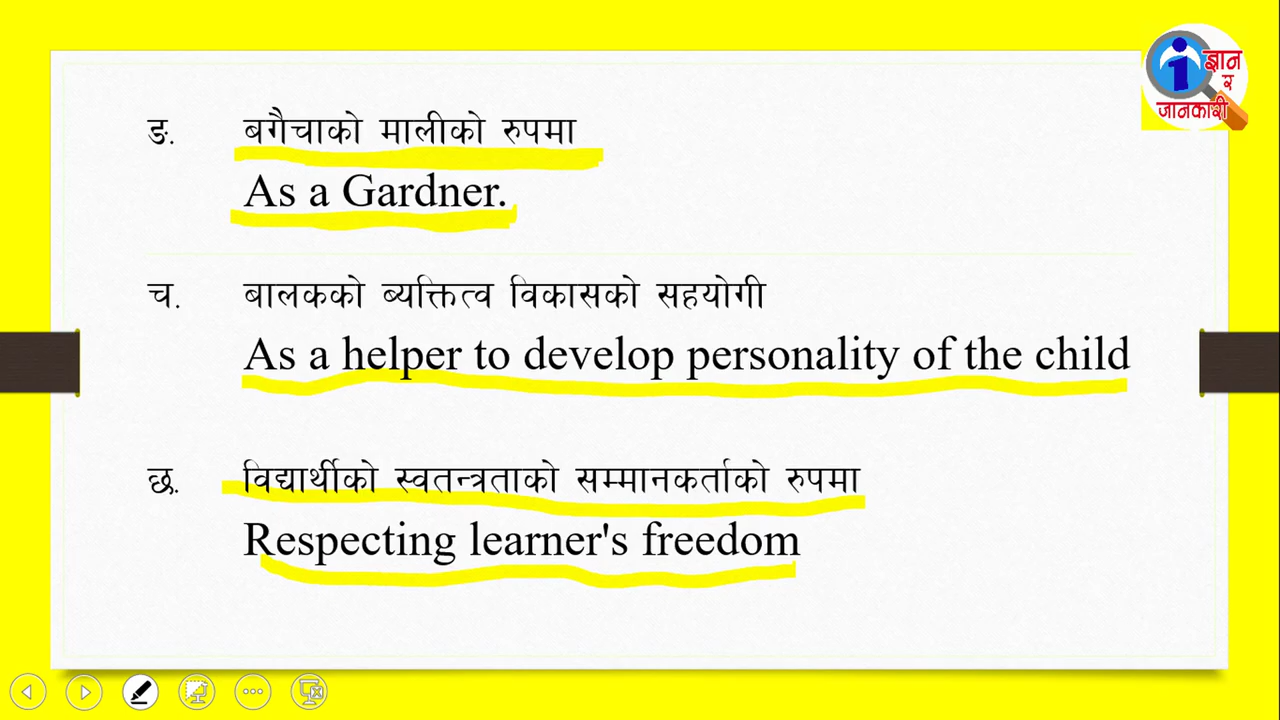 ज्ञान
र
जानकारी
ङ. बगैचाको मालीको रुपमा
As a Gardner.
च. बालकको ब्यक्तित्व विकासको सहयोगी
As a helper to develop personality of the child
छ. विद्यार्थीको स्वतन्त्रताको सम्मानकर्ताको रुपमा
Respecting learner's freedom